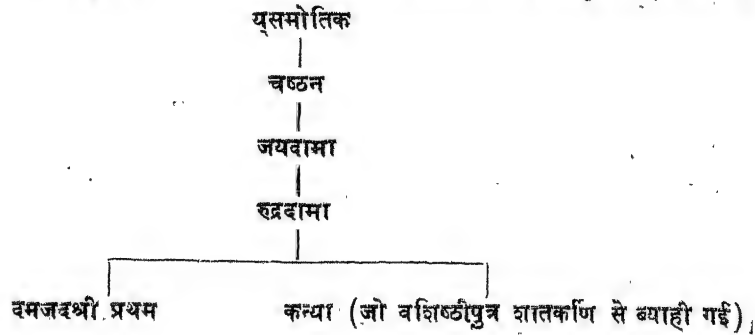 य्समोतिक
चष्ठन
जयदामा
रुद्रदामा
दमजदश्री प्रथम कन्या (जो वशिष्ठीपुत्र शातकर्णि से ब्याही गई)